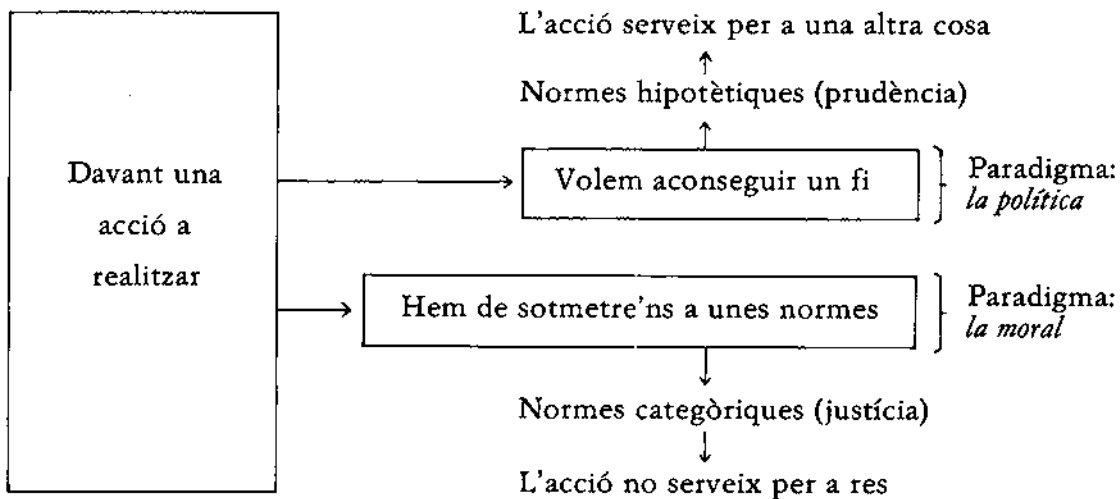 L'acció serveix per a una altra cosa
Normes hipotètiques (prudència)
Davant una
acció a
realitzar
Volem aconseguir un fi
Paradigma:
la política
Hem de sotmetre'ns a unes normes
Paradigma:
la moral
Normes categòriques (justícia)
L'acció no serveix per a res